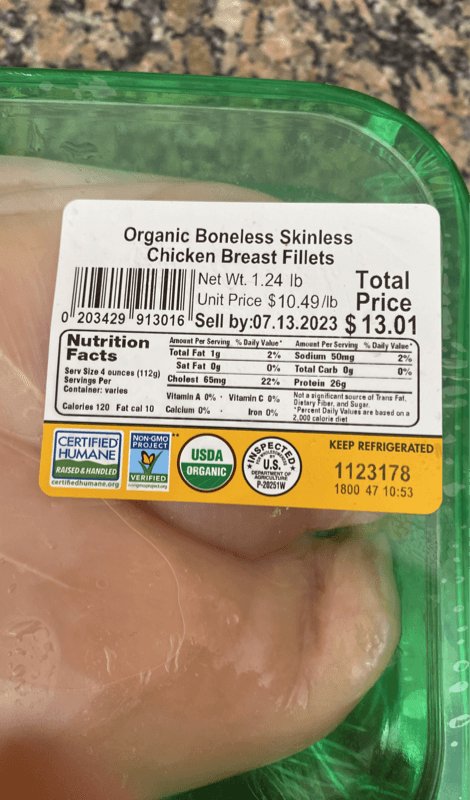 Organic Boneless Skinless
Chicken Breast Fillets
Net Wt. 1.24 lb
Unit Price $10.49/lb
Total
Price
0 203429 913016
Sell by:07.13.2023
$13.01
Nutrition
Facts
Serv Size 4 ounces (112g)
Servings Per
Container: varies
Calories 120 Fat cal 10
Amount Per Serving % Daily Value*
Total Fat 1g 2%
Sat Fat 0g 0%
Cholest 65mg 22%
Amount Per Serving % Daily Value*
Sodium 50mg 2%
Total Carb 0g 0%
Protein 26g
Vitamin A 0% · Vitamin C 0%
Calcium 0% · Iron 0%
Not a significant source of Trans Fat,
Dietary Fiber, and Sugar.
*Percent Daily Values are based on a
2,000 calorie diet
CERTIFIED
HUMANE
RAISED & HANDLED
certifiedhumane.org
NON-GMO
PROJECT
VERIFIED
nongmoproject.org
**
USDA
ORGANIC
INSPECTED
FOR WHOLESOMENESS
BY
U.S.
DEPARTMENT OF
AGRICULTURE
P-20251W
KEEP REFRIGERATED
1123178
1800 47 10:53